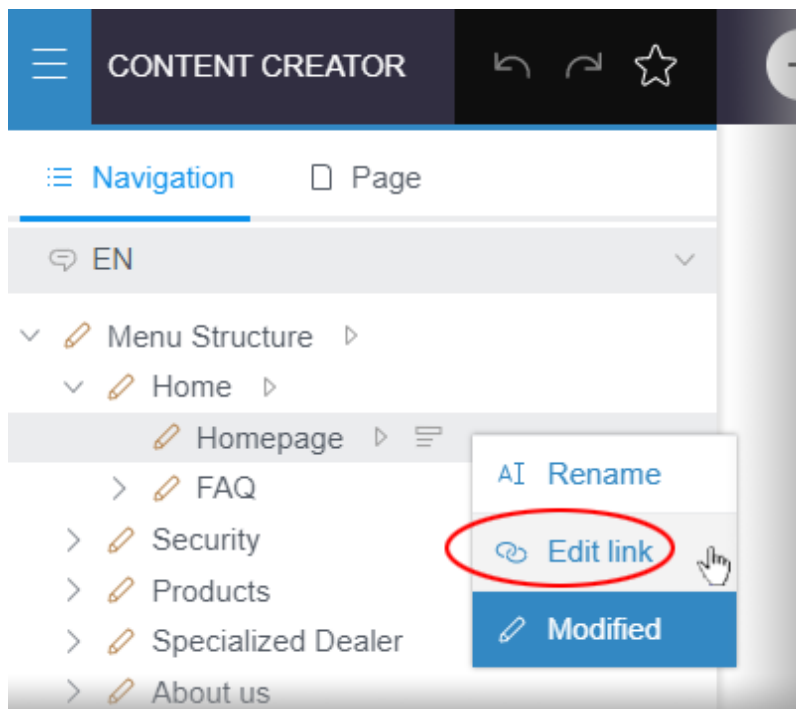 CONTENT CREATOR
Navigation
Page
EN
Menu Structure
Home
Homepage
AI Rename
FAQ
Edit link
Security
Products
Modified
Specialized Dealer
About us